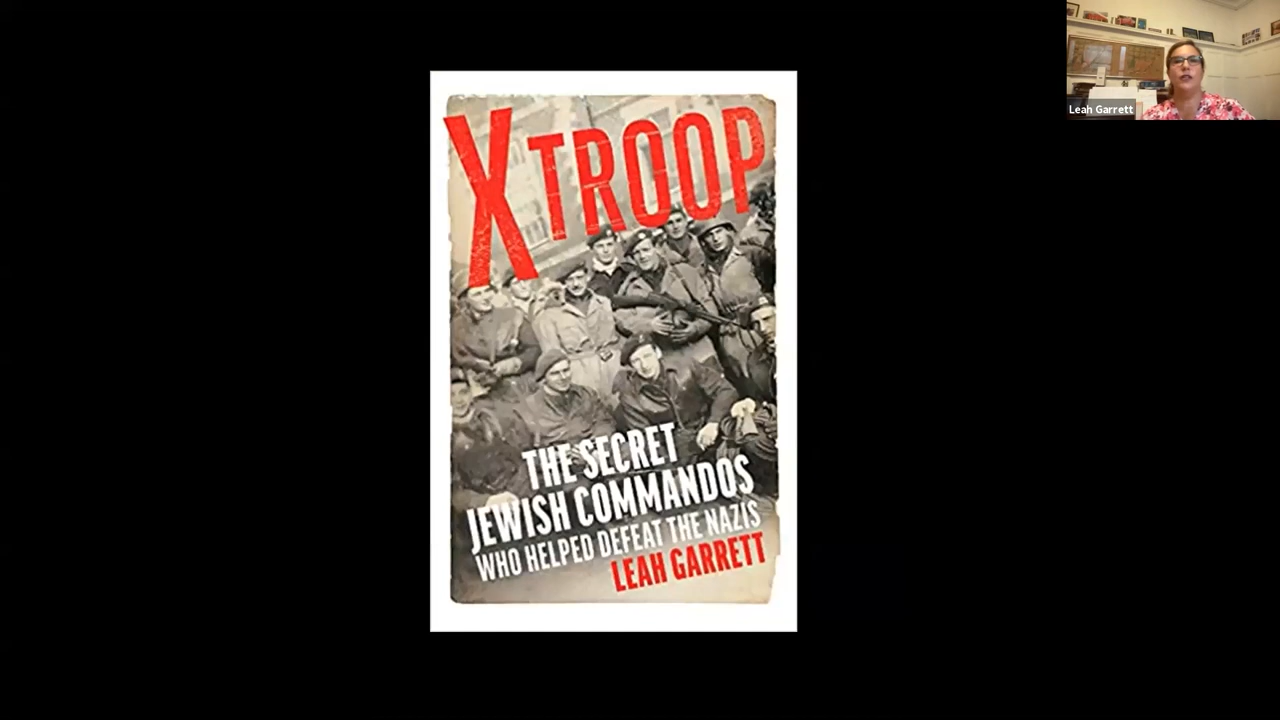 X TROOP
THE SECRET
JEWISH COMMANDOS
WHO HELPED DEFEAT THE NAZIS
LEAH GARRETT
Leah Garrett